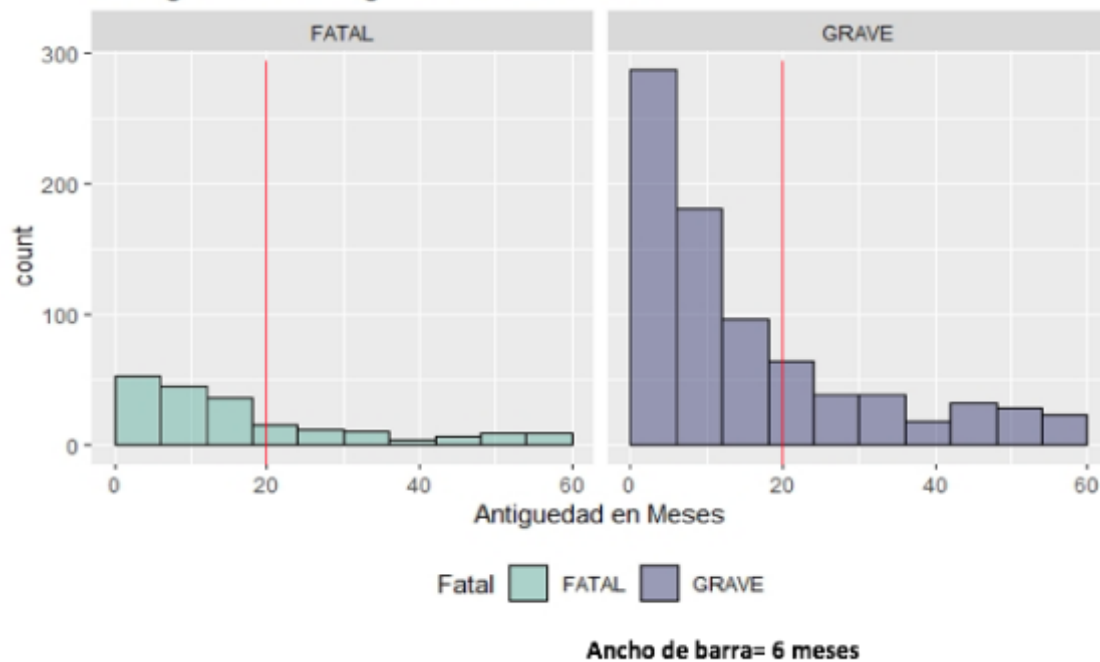 FATAL GRAVE
300
200
100
0
count
0 20 40 60 0 20 40 60
Antiguedad en Meses
Fatal FATAL GRAVE
Ancho de barra= 6 meses